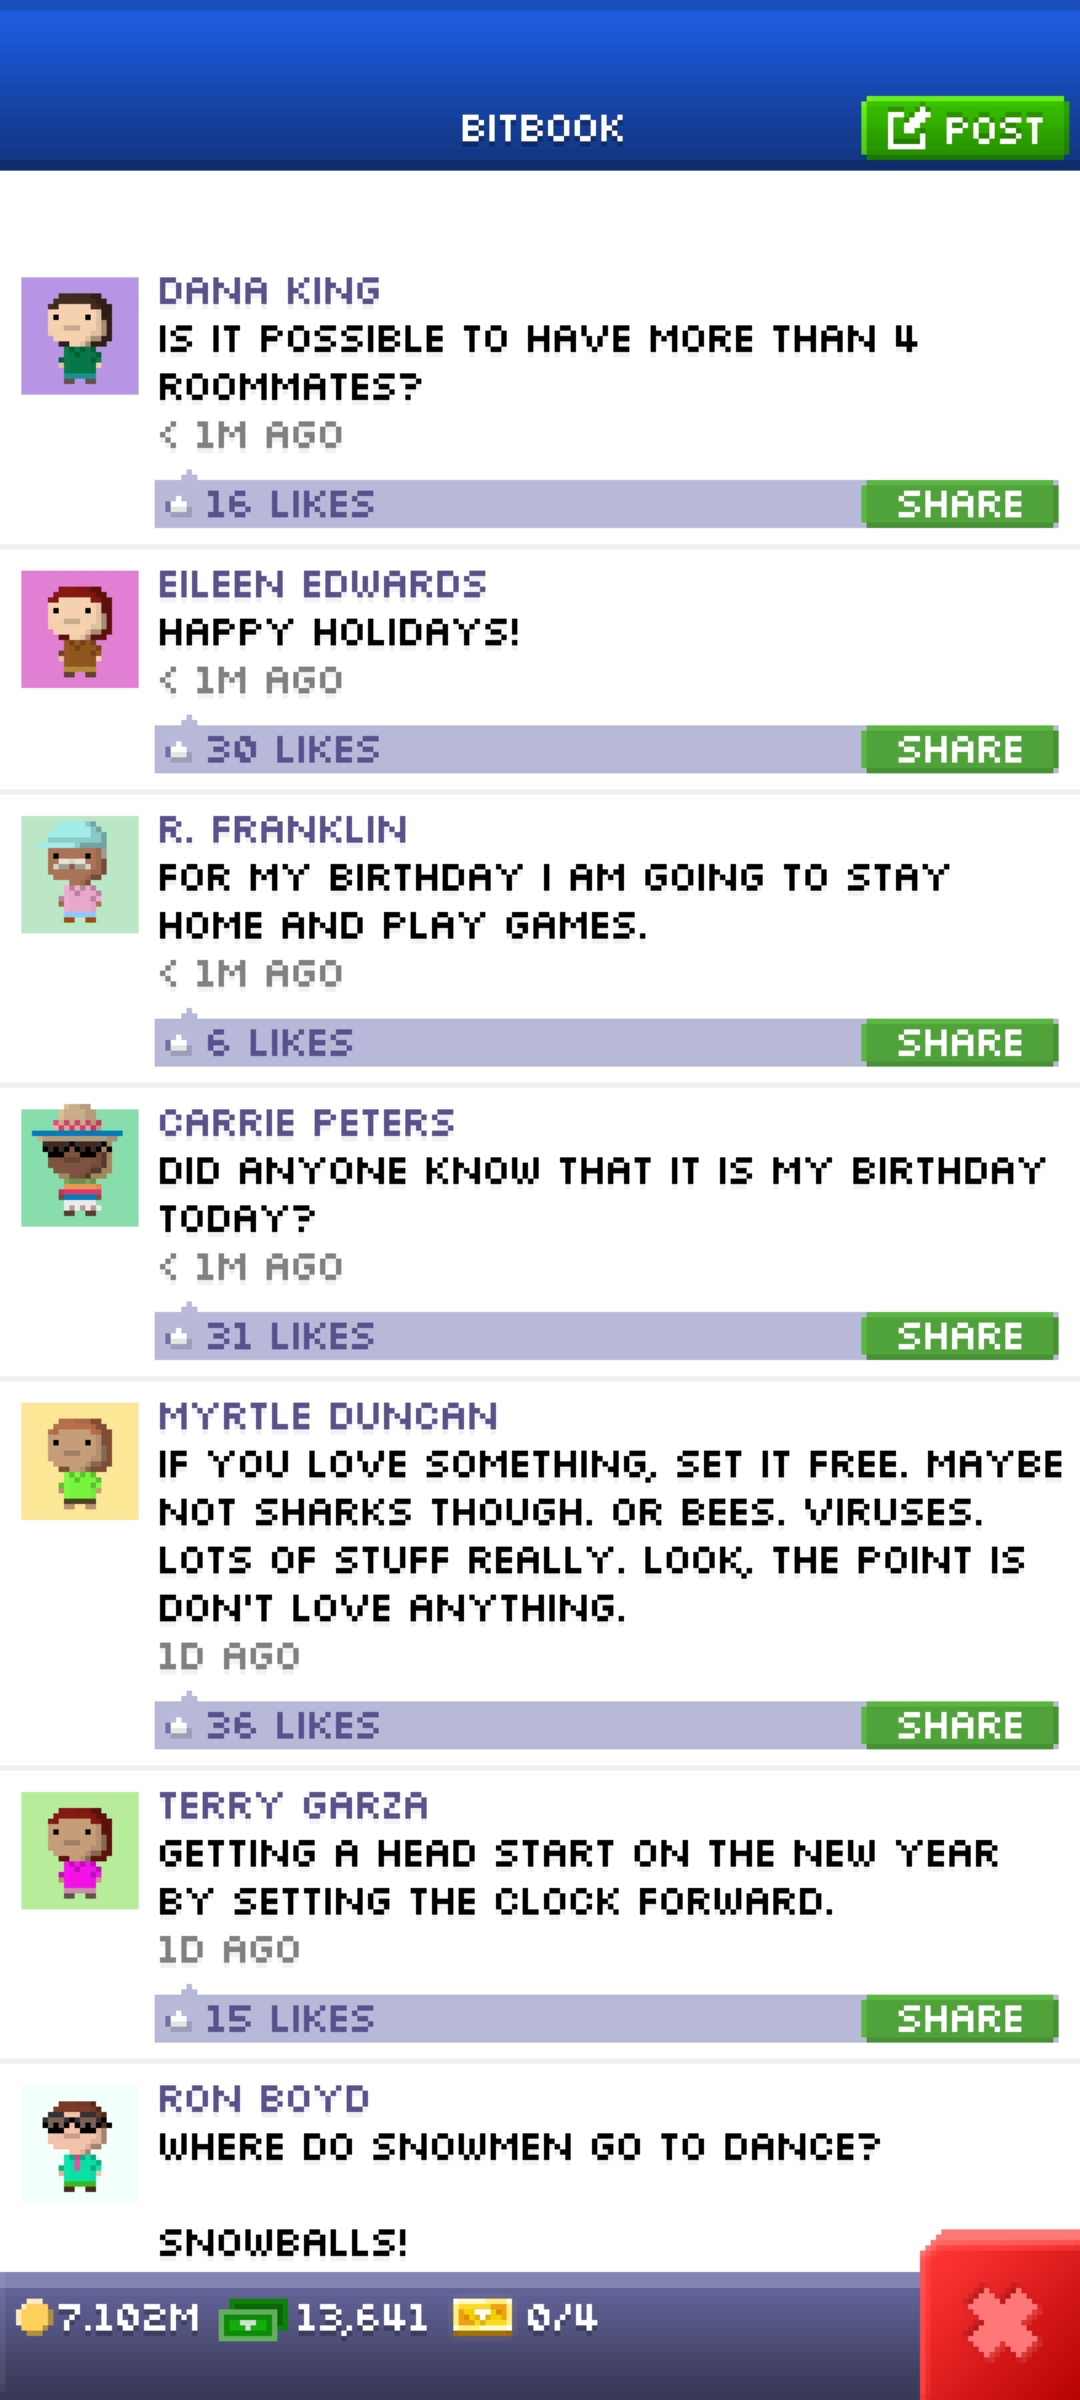 BITBOOK
POST
DANA KING
IS IT POSSIBLE TO HAVE MORE THAN 4
ROOMMATES?
< 1M AGO
16 LIKES
SHARE
EILEEN EDWARDS
HAPPY HOLIDAYS!
< 1M AGO
30 LIKES
SHARE
R. FRANKLIN
FOR MY BIRTHDAY I AM GOING TO STAY
HOME AND PLAY GAMES.
< 1M AGO
6 LIKES
SHARE
CARRIE PETERS
DID ANYONE KNOW THAT IT IS MY BIRTHDAY
TODAY?
< 1M AGO
31 LIKES
SHARE
MYRTLE DUNCAN
IF YOU LOVE SOMETHING, SET IT FREE. MAYBE
NOT SHARKS THOUGH. OR BEES. VIRUSES.
LOTS OF STUFF REALLY. LOOK, THE POINT IS
DON'T LOVE ANYTHING.
1D AGO
36 LIKES
SHARE
TERRY GARZA
GETTING A HEAD START ON THE NEW YEAR
BY SETTING THE CLOCK FORWARD.
1D AGO
15 LIKES
SHARE
RON BOYD
WHERE DO SNOWMEN GO TO DANCE?
SNOWBALLS!
7.102M 13,641 0/4